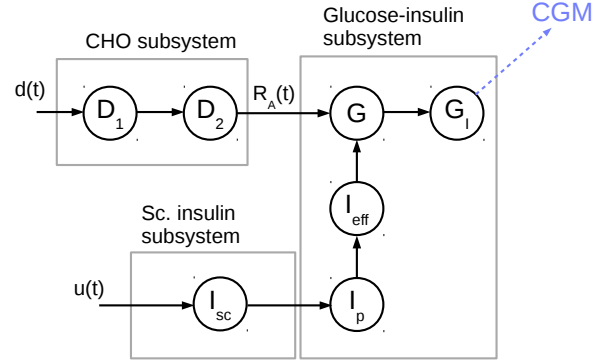 CGM
Glucose-insulin
subsystem
CHO subsystem
d(t)
D1
D2
RA(t)
G
GI
Ieff
Sc. insulin
subsystem
u(t)
Isc
Ip